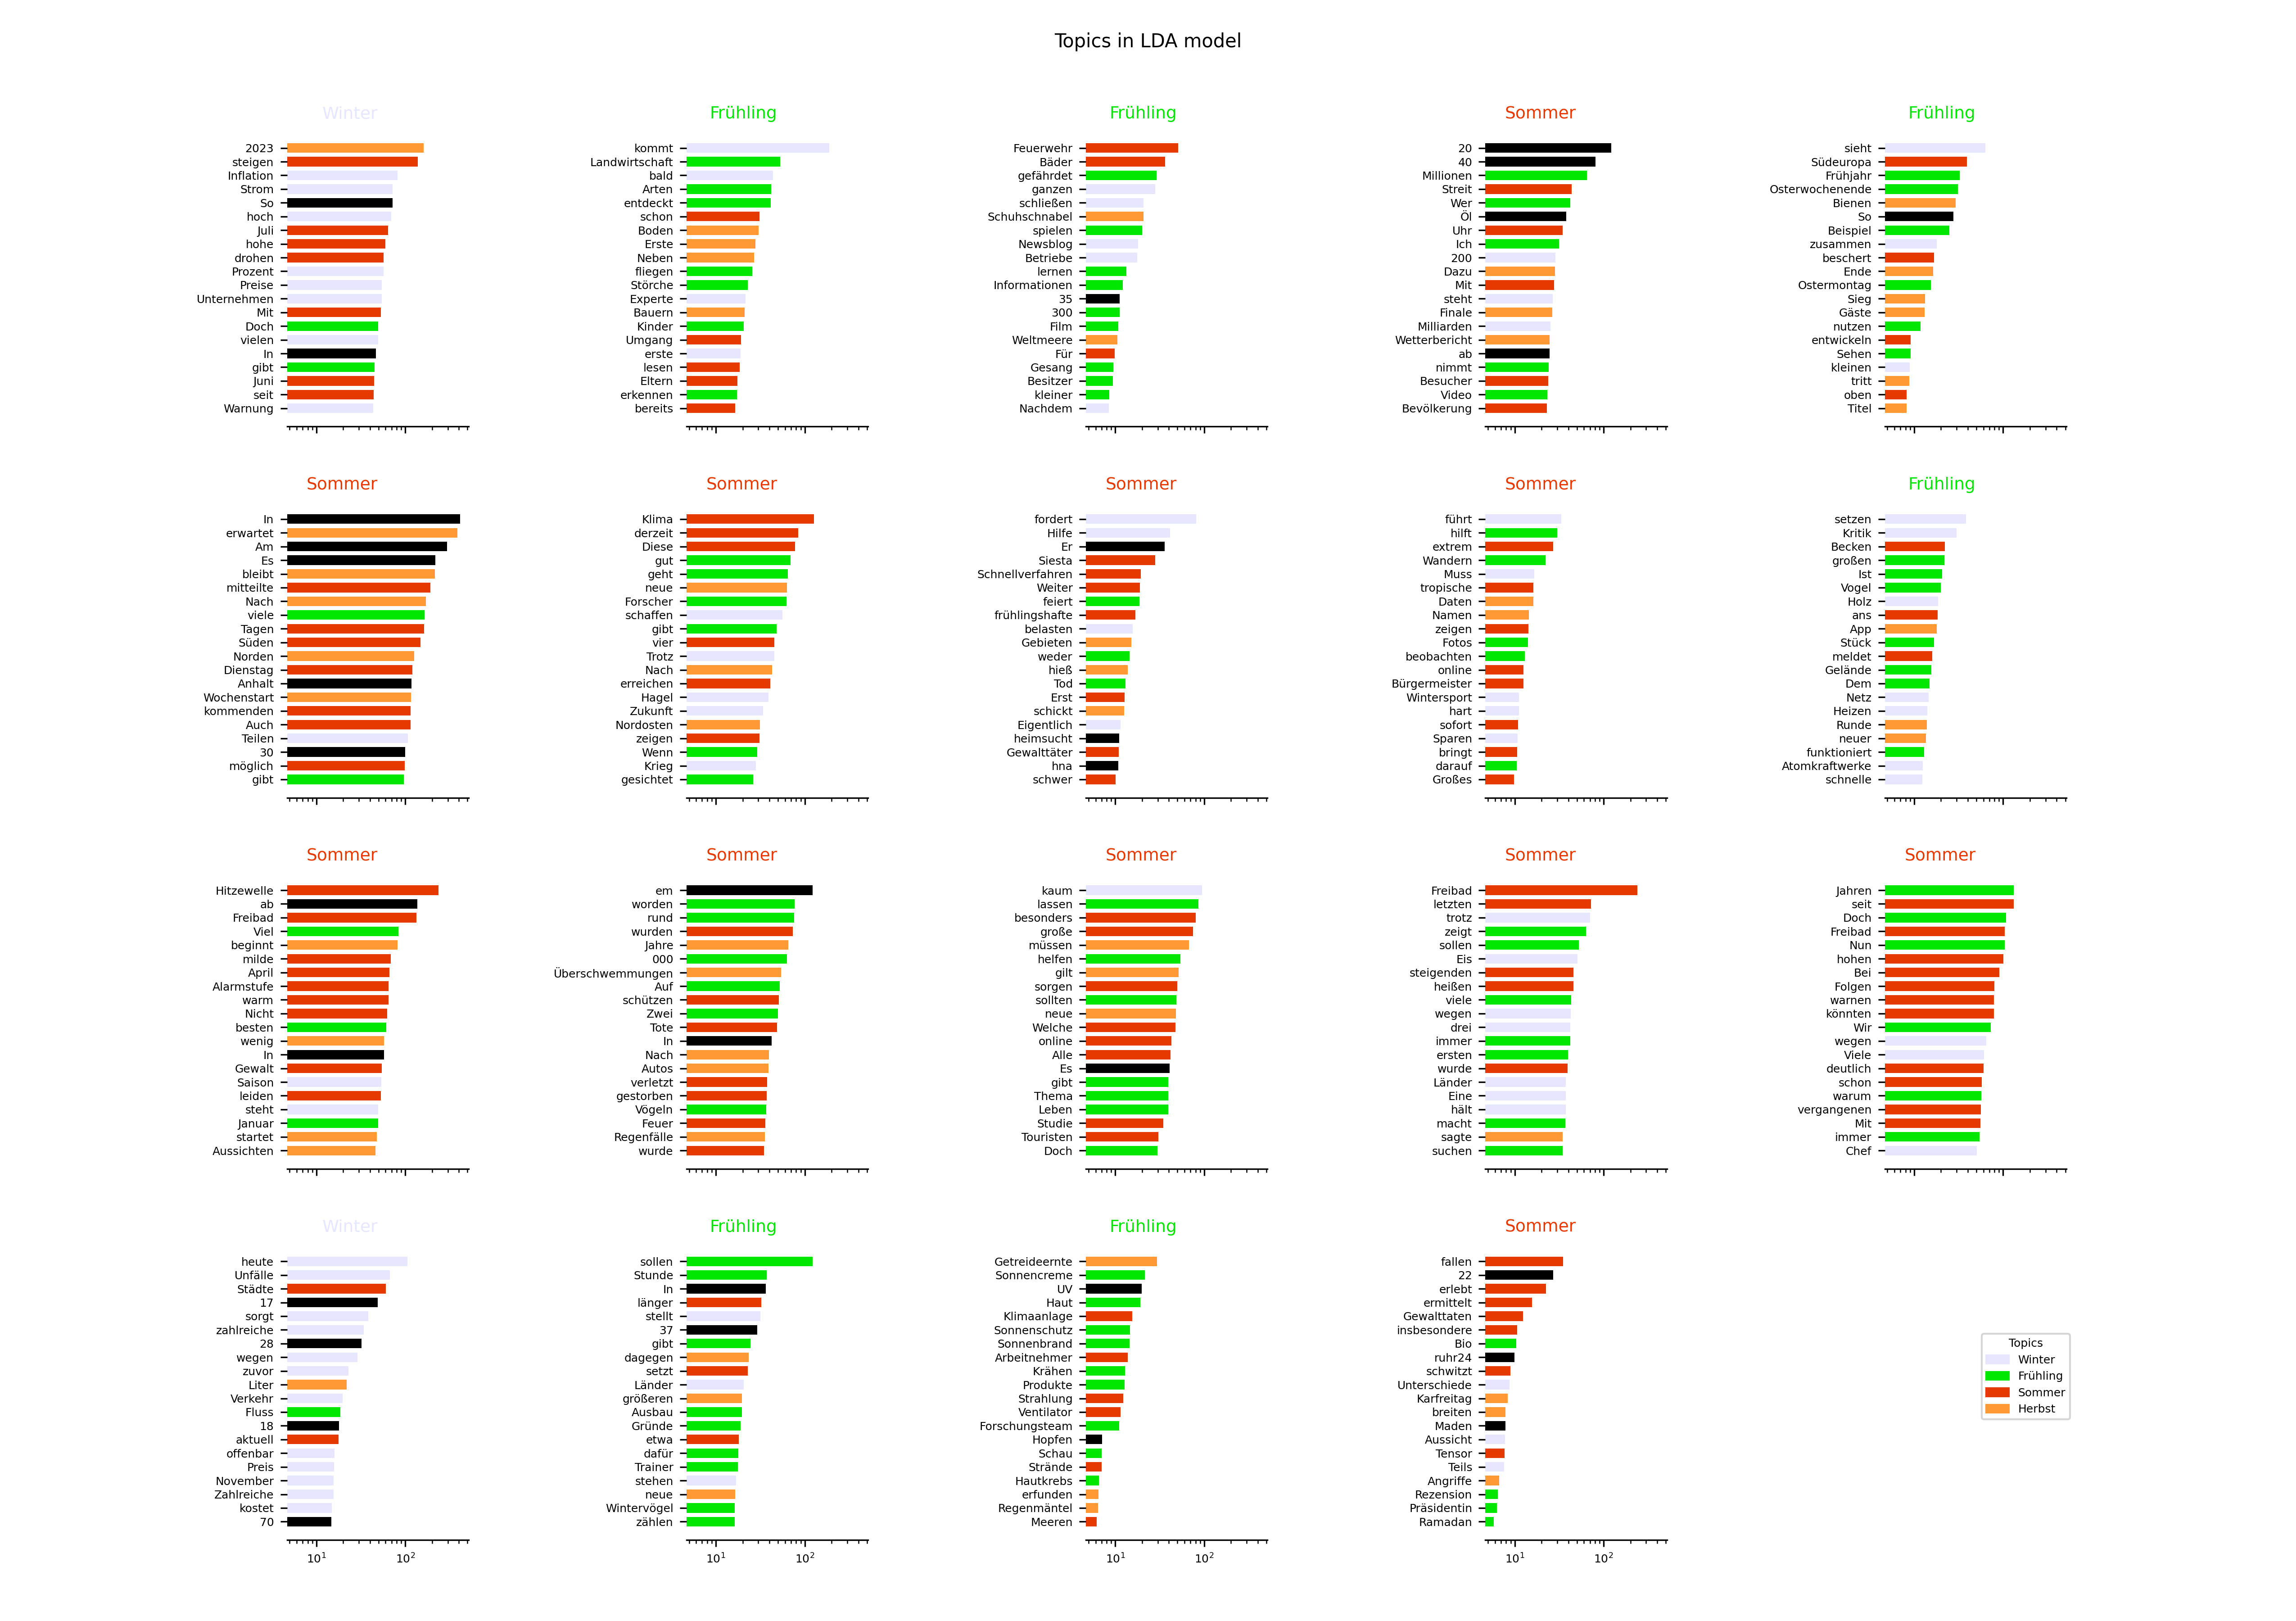 Topics in LDA model
Winter
2023
steigen
Inflation
Strom
So
hoch
Juli
hohe
drohen
Prozent
Preise
Unternehmen
Mit
Doch
vielen
In
gibt
Juni
seit
Warnung
Frühling
kommt
Landwirtschaft
bald
Arten
entdeckt
schon
Boden
Erste
Neben
fliegen
Störche
Experte
Bauern
Kinder
Umgang
erste
lesen
Eltern
erkennen
bereits
Frühling
Feuerwehr
Bäder
gefährdet
ganzen
schließen
Schuhschnabel
spielen
Newsblog
Betriebe
lernen
Informationen
35
300
Film
Weltmeere
Für
Gesang
Besitzer
kleiner
Nachdem
Sommer
20
40
Millionen
Streit
Wer
Öl
Uhr
Ich
200
Dazu
Mit
steht
Finale
Milliarden
Wetterbericht
ab
nimmt
Besucher
Video
Bevölkerung
Frühling
sieht
Südeuropa
Frühjahr
Osterwochenende
Bienen
So
Beispiel
zusammen
beschert
Ende
Ostermontag
Sieg
Gäste
nutzen
entwickeln
Sehen
kleinen
tritt
oben
Titel
Sommer
In
erwartet
Am
Es
bleibt
mitteilte
Nach
viele
Tagen
Süden
Norden
Dienstag
Anhalt
Wochenstart
kommenden
Auch
Teilen
30
möglich
gibt
Sommer
Klima
derzeit
Diese
gut
geht
neue
Forscher
schaffen
gibt
vier
Trotz
Nach
erreichen
Hagel
Zukunft
Nordosten
zeigen
Wenn
Krieg
gesichtet
Sommer
fordert
Hilfe
Er
Siesta
Schnellverfahren
Weiter
feiert
frühlingshafte
belasten
Gebieten
weder
hieß
Tod
Erst
schickt
Eigentlich
heimsucht
Gewalttäter
hna
schwer
Sommer
führt
hilft
extrem
Wandern
Muss
tropische
Daten
Namen
zeigen
Fotos
beobachten
online
Bürgermeister
Wintersport
hart
sofort
Sparen
bringt
darauf
Großes
Frühling
setzen
Kritik
Becken
großen
Ist
Vogel
Holz
ans
App
Stück
meldet
Gelände
Dem
Netz
Heizen
Runde
neuer
funktioniert
Atomkraftwerke
schnelle
Sommer
Hitzewelle
ab
Freibad
Viel
beginnt
milde
April
Alarmstufe
warm
Nicht
besten
wenig
In
Gewalt
Saison
leiden
steht
Januar
startet
Aussichten
Sommer
em
worden
rund
wurden
Jahre
000
Überschwemmungen
Auf
schützen
Zwei
Tote
In
Nach
Autos
verletzt
gestorben
Vögeln
Feuer
Regenfälle
wurde
Sommer
kaum
lassen
besonders
große
müssen
helfen
gilt
sorgen
sollten
neue
Welche
online
Alle
Es
gibt
Thema
Leben
Studie
Touristen
Doch
Sommer
Freibad
letzten
trotz
zeigt
sollen
Eis
steigenden
heißen
viele
wegen
drei
immer
ersten
wurde
Länder
Eine
hält
macht
sagte
suchen
Sommer
Jahren
seit
Doch
Freibad
Nun
hohen
Bei
Folgen
warnen
könnten
Wir
wegen
Viele
deutlich
schon
warum
vergangenen
Mit
immer
Chef
Winter
heute
Unfälle
Städte
17
sorgt
zahlreiche
28
wegen
zuvor
Liter
Verkehr
Fluss
18
aktuell
offenbar
Preis
November
Zahlreiche
kostet
70
10¹ 10²
Frühling
sollen
Stunde
In
länger
stellt
37
gibt
dagegen
setzt
Länder
größeren
Ausbau
Gründe
etwa
dafür
Trainer
stehen
neue
Wintervögel
zählen
10¹ 10²
Frühling
Getreideernte
Sonnencreme
UV
Haut
Klimaanlage
Sonnenschutz
Sonnenbrand
Arbeitnehmer
Krähen
Produkte
Strahlung
Ventilator
Forschungsteam
Hopfen
Schau
Strände
Hautkrebs
erfunden
Regenmäntel
Meeren
10¹ 10²
Sommer
fallen
22
erlebt
ermittelt
Gewalttaten
insbesondere
Bio
ruhr24
schwitzt
Unterschiede
Karfreitag
breiten
Maden
Aussicht
Tensor
Teils
Angriffe
Rezension
Präsidentin
Ramadan
10¹ 10²
Topics
Winter
Frühling
Sommer
Herbst